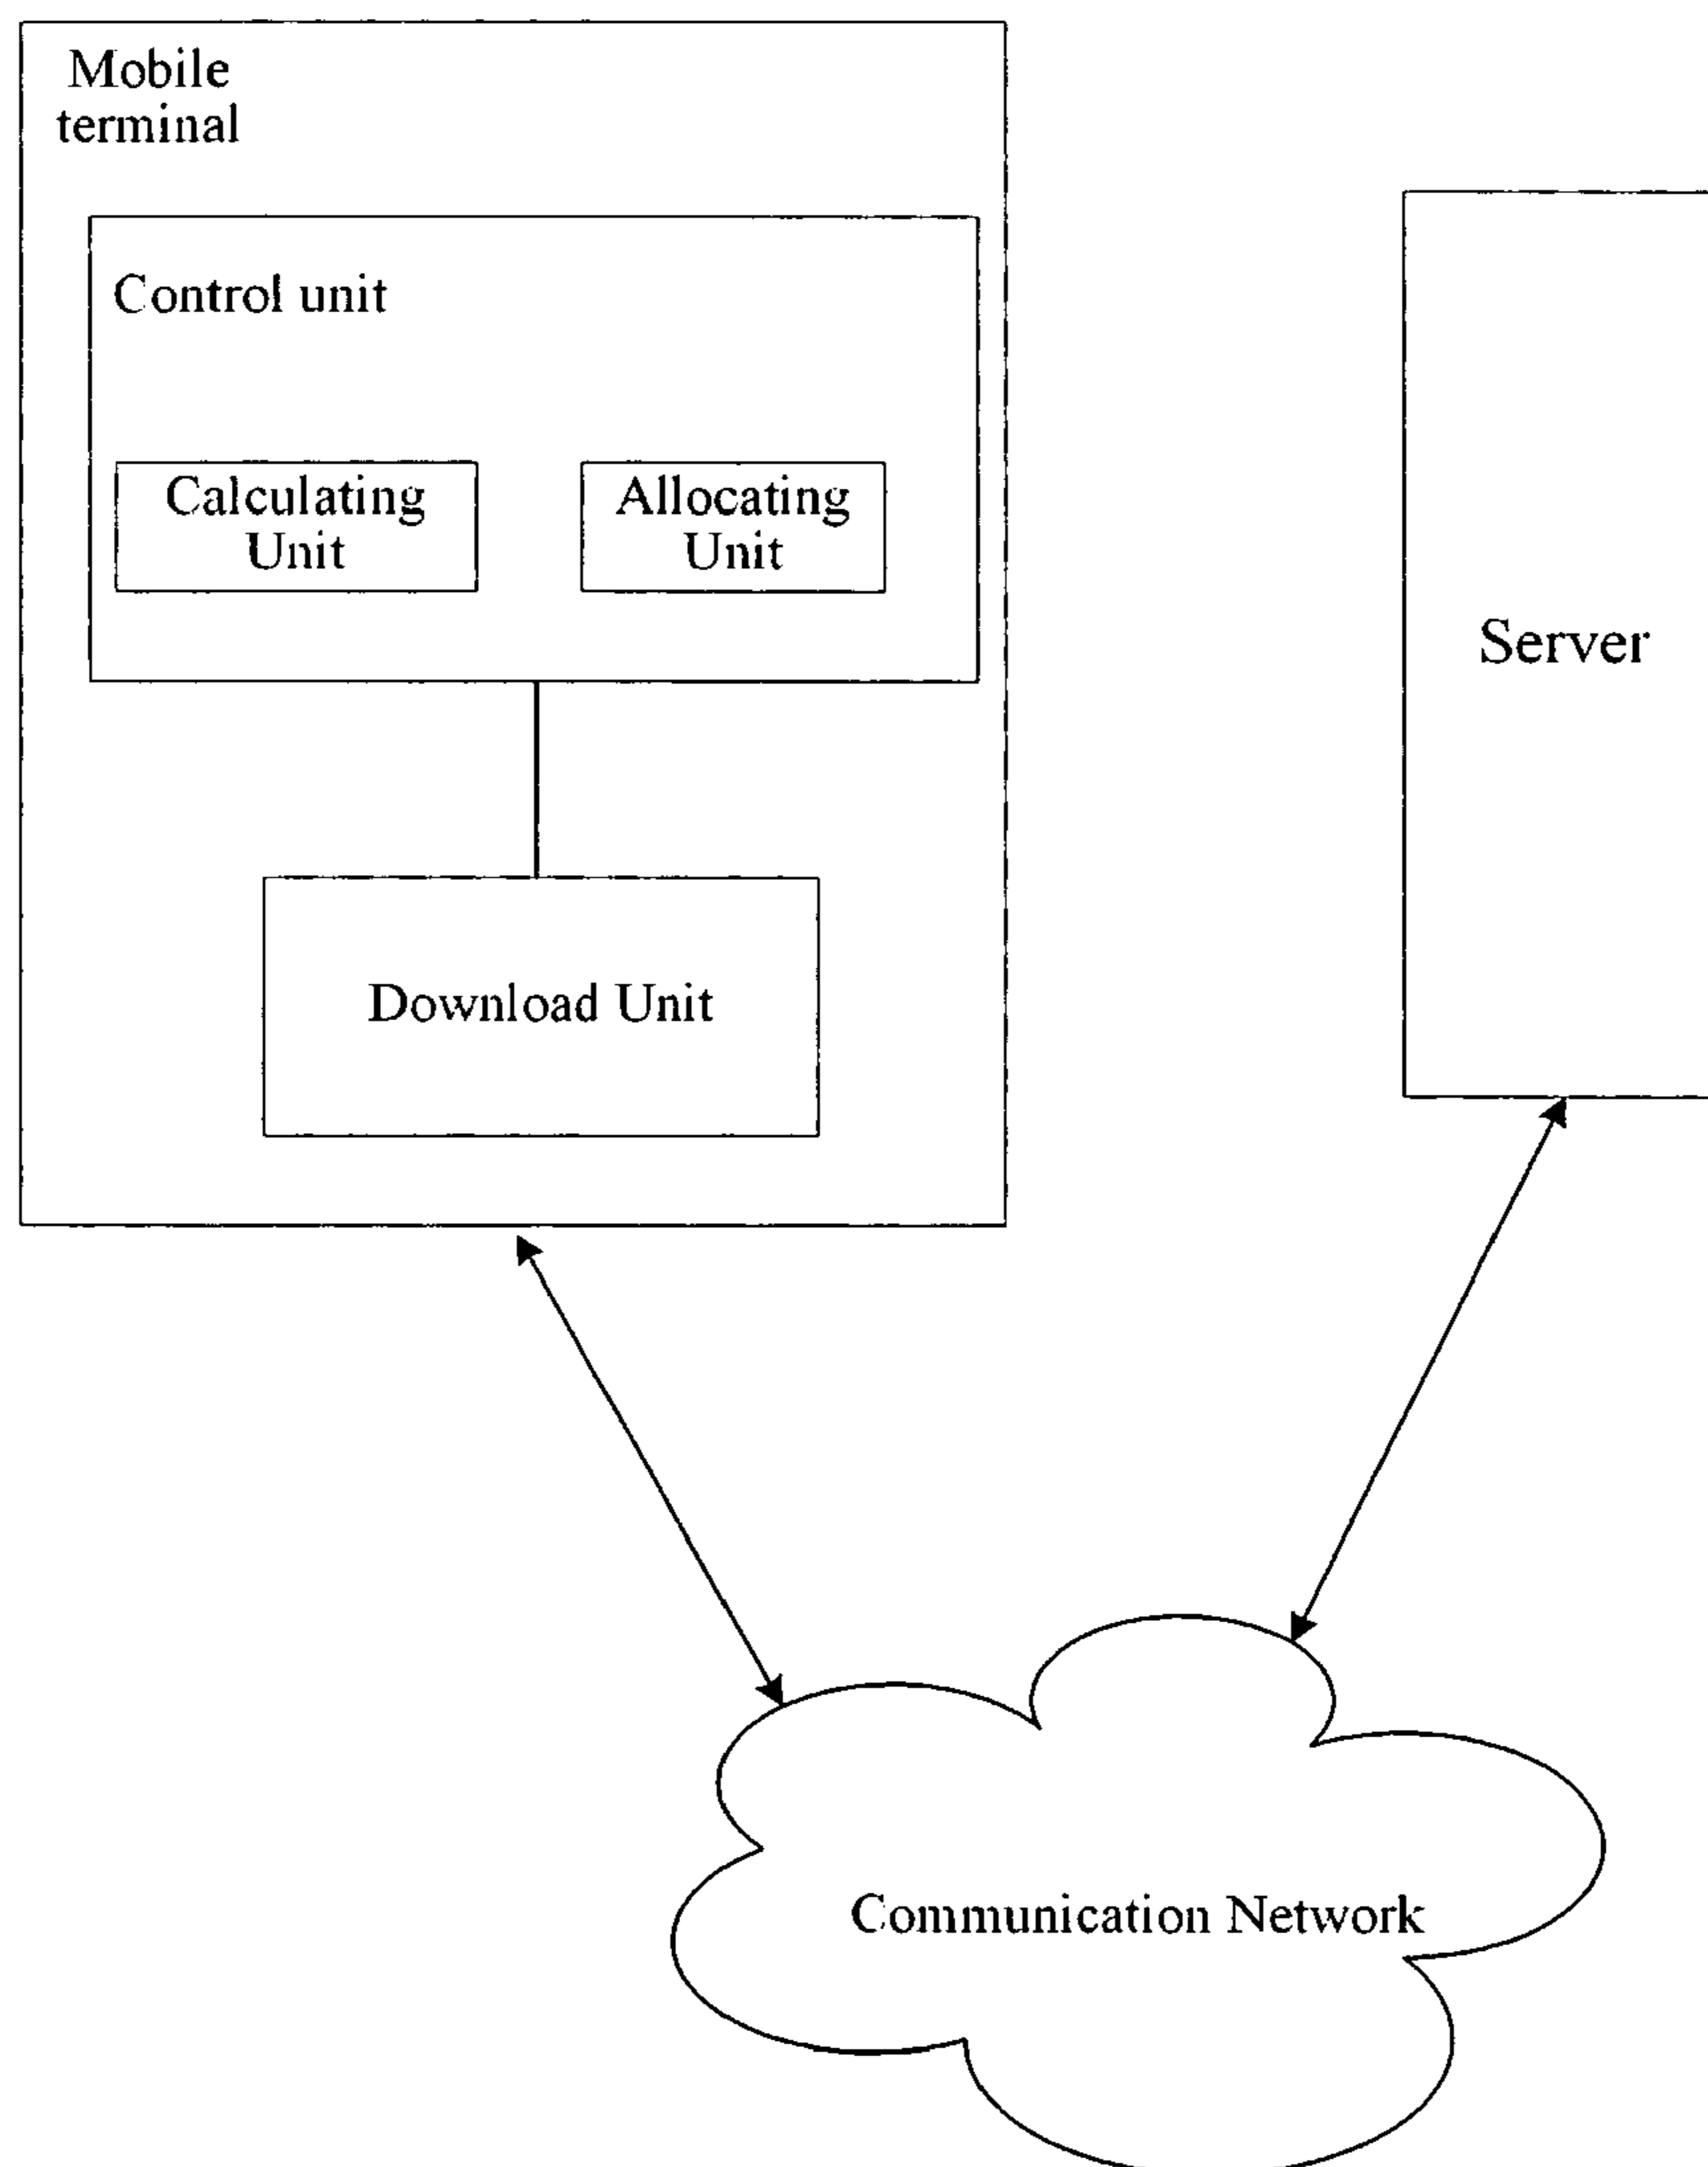 Mobile
terminal
Control unit
Calculating
Unit
Allocating
Unit
Server
Download Unit
Communication Network